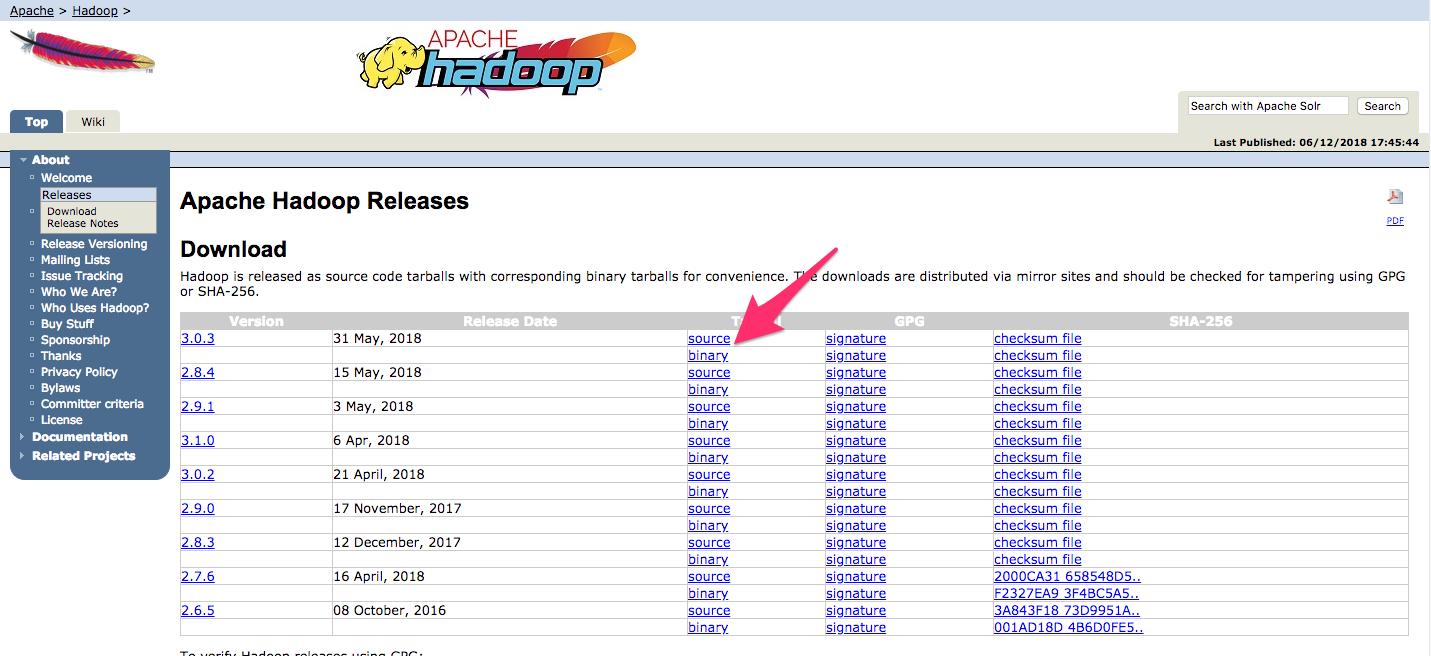 Apache > Hadoop >
APACHE
hadoop
TM
Top
Wiki
Search with Apache Solr
Search
Last Published: 06/12/2018 17:45:44
About
Welcome
Releases
Download
Release Notes
Release Versioning
Mailing Lists
Issue Tracking
Who We Are?
Who Uses Hadoop?
Buy Stuff
Sponsorship
Thanks
Privacy Policy
Bylaws
Committer criteria
License
Documentation
Related Projects
Apache Hadoop Releases
PDF
Download
Hadoop is released as source code tarballs with corresponding binary tarballs for convenience. The downloads are distributed via mirror sites and should be checked for tampering using GPG
or SHA-256.
Version Release Date GPG SHA-256
3.0.3 31 May, 2018 source signature checksum file
binary signature checksum file
2.8.4 15 May, 2018 source signature checksum file
binary signature checksum file
2.9.1 3 May, 2018 source signature checksum file
binary signature checksum file
3.1.0 6 Apr, 2018 source signature checksum file
binary signature checksum file
3.0.2 21 April, 2018 source signature checksum file
binary signature checksum file
2.9.0 17 November, 2017 source signature checksum file
binary signature checksum file
2.8.3 12 December, 2017 source signature checksum file
binary signature checksum file
2.7.6 16 April, 2018 source signature 2000CA31 658548D5..
binary signature F2327EA9 3F4BC5A5..
2.6.5 08 October, 2016 source signature 3A843F18 73D9951A..
binary signature 001AD18D 4B6D0FE5..
To verify Hadoop releases using GPG: